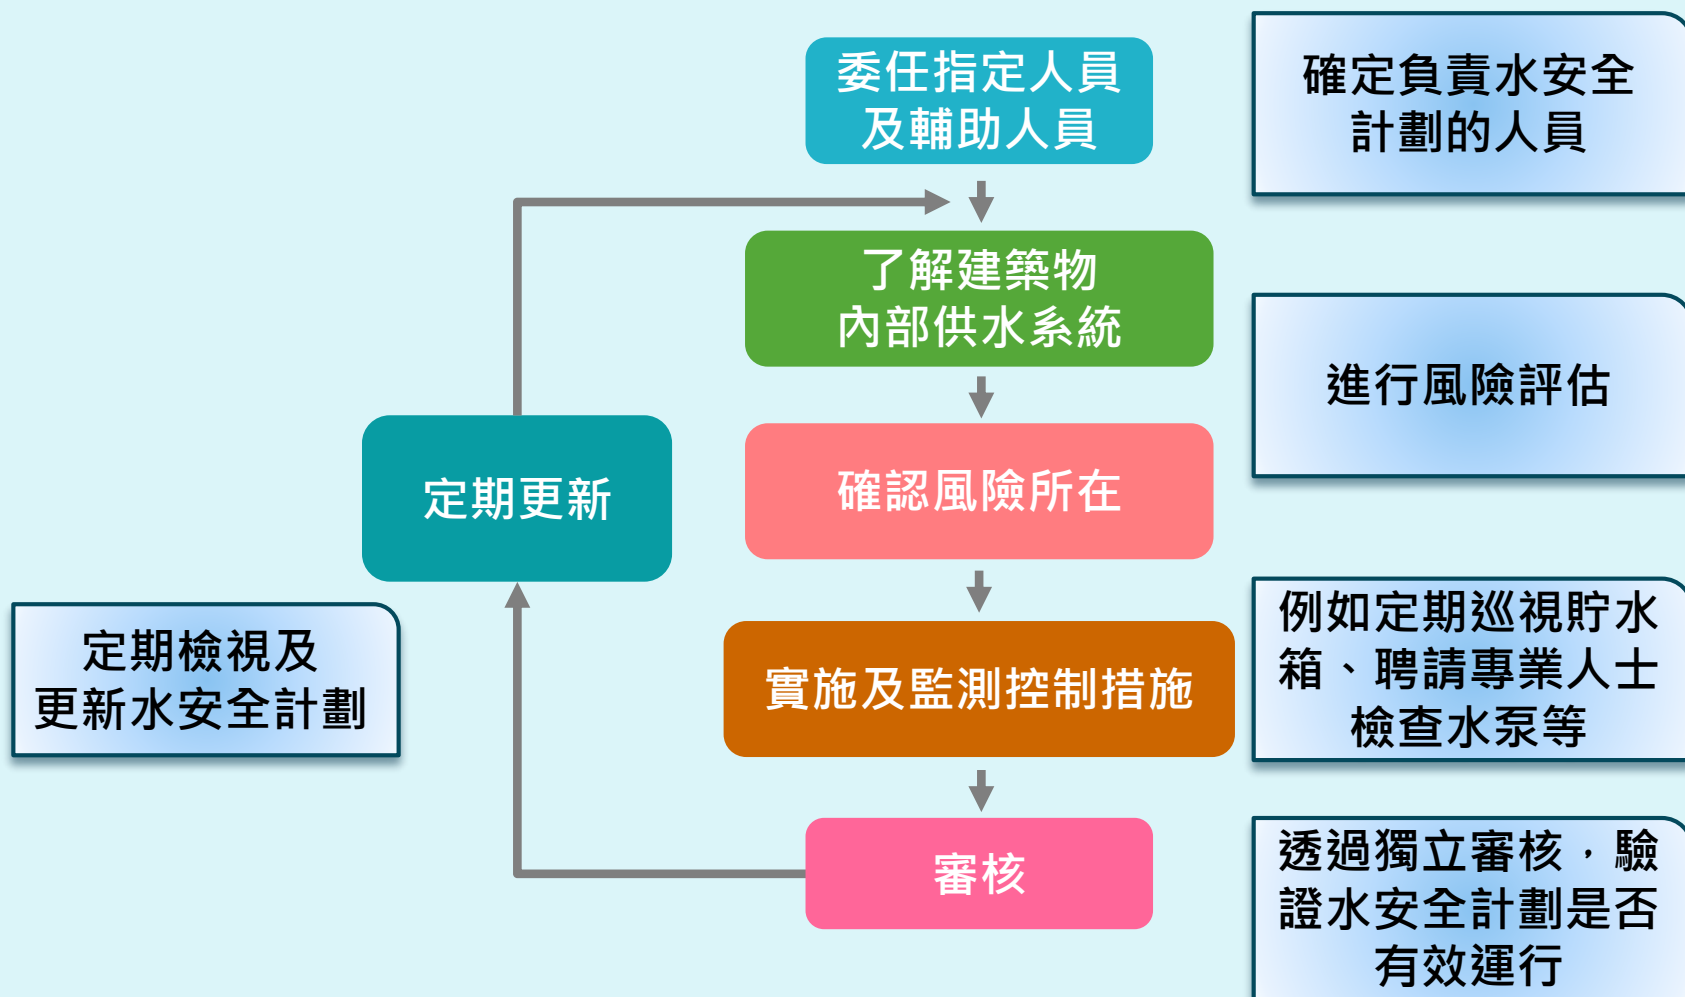 委任指定人員
及輔助人員
確定負責水安全
計劃的人員
了解建築物
內部供水系統
進行風險評估
確認風險所在
定期更新
定期檢視及
更新水安全計劃
實施及監測控制措施
例如定期巡視貯水
箱、聘請專業人士
檢查水泵等
審核
透過獨立審核，驗
證水安全計劃是否
有效運行